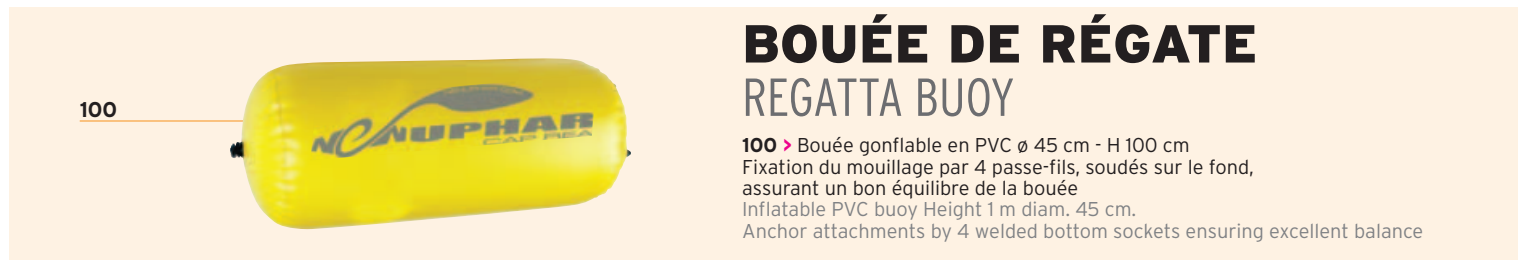 100
NENUPHAR
CAP REA
BOUÉE DE RÉGATE
REGATTA BUOY
100 > Bouée gonflable en PVC ø 45 cm - H 100 cm
Fixation du mouillage par 4 passe-fils, soudés sur le fond,
assurant un bon équilibre de la bouée
Inflatable PVC buoy Height 1 m diam. 45 cm.
Anchor attachments by 4 welded bottom sockets ensuring excellent balance